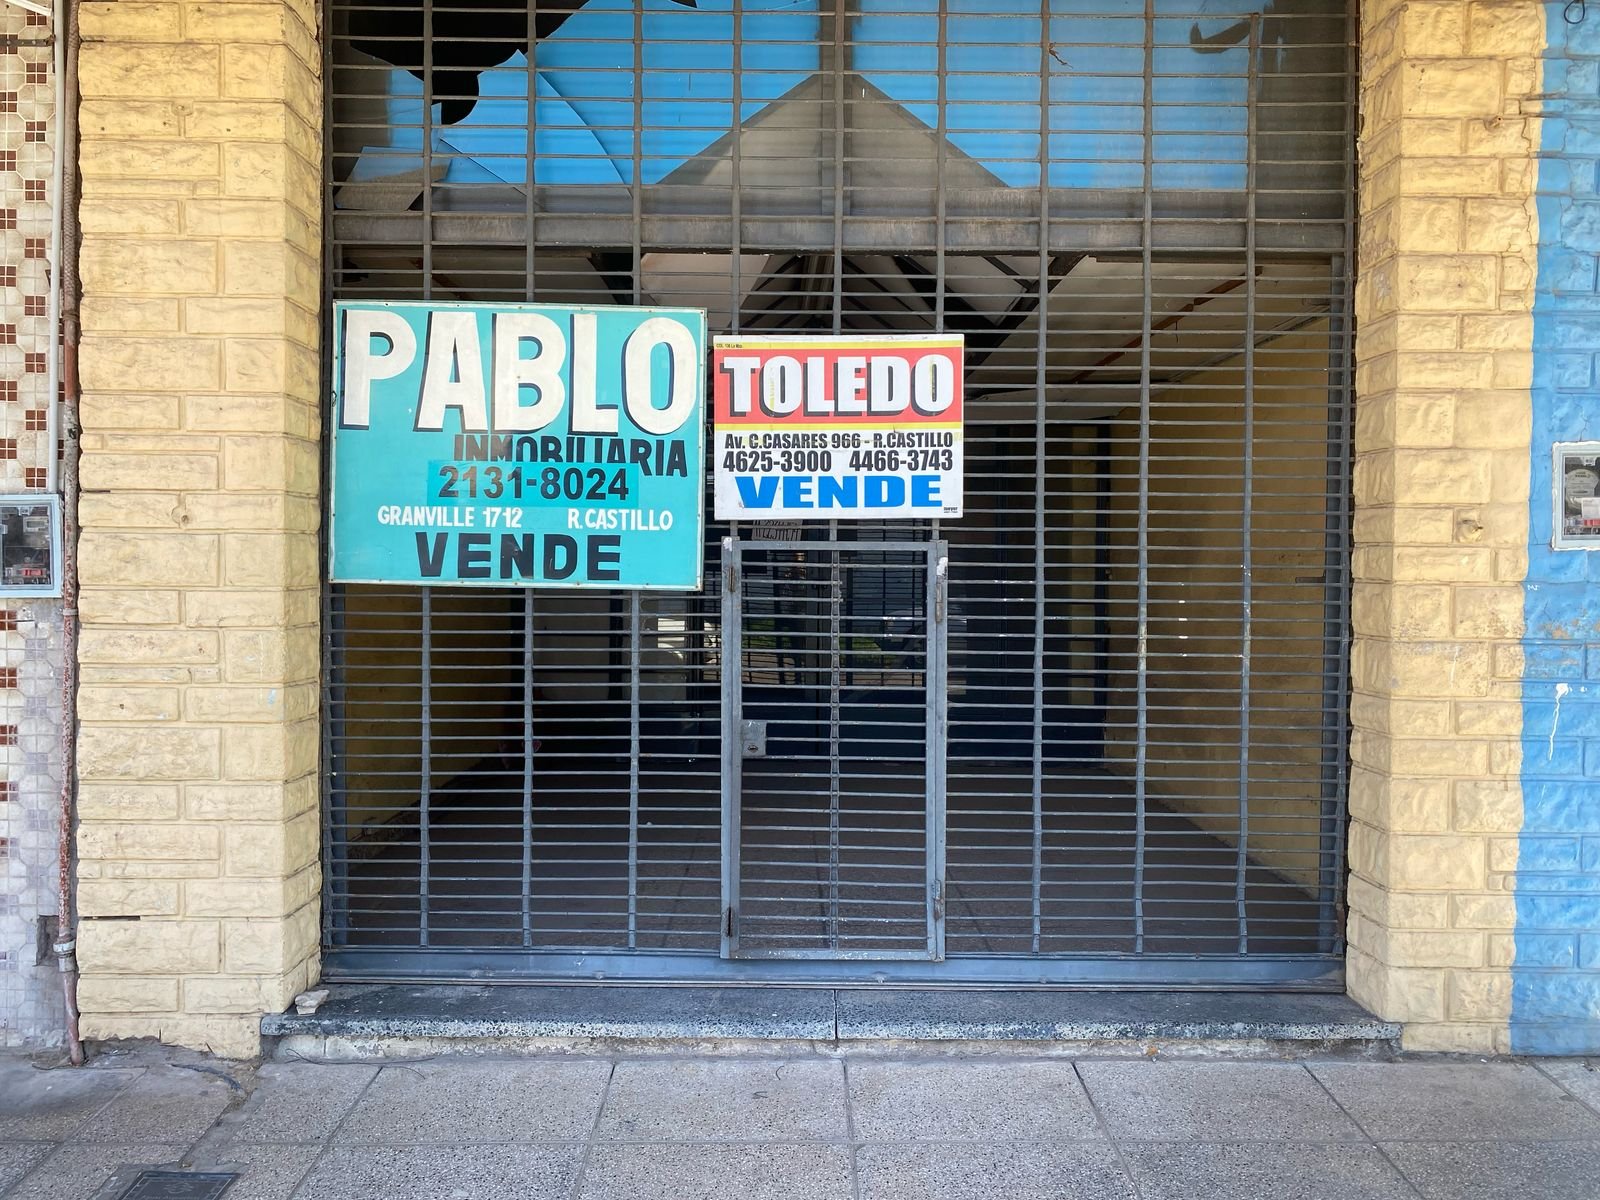 PABLO
INMOBILIARIA
2131-8024
GRANVILLE 1712 R.CASTILLO
VENDE
TOLEDO
Av. C.CASARES 966 - R.CASTILLO
4625-3900 4466-3743
VENDE